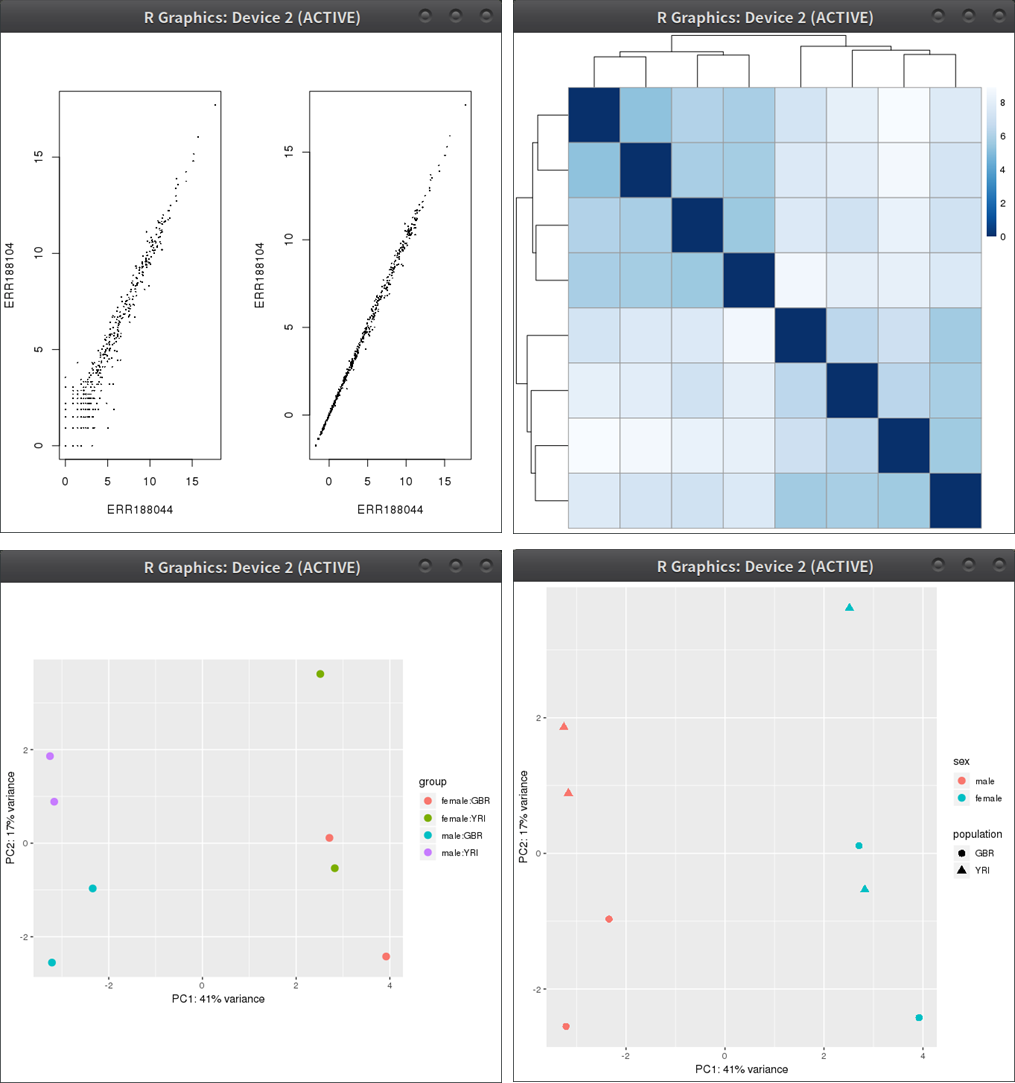 R Graphics: Device 2 (ACTIVE)
ERR188104
15
10
5
0
0 5 10 15
ERR188044
ERR188104
15
10
5
0
0 5 10 15
ERR188044
R Graphics: Device 2 (ACTIVE)
8
6
4
2
0
R Graphics: Device 2 (ACTIVE)
PC2: 17% variance
2
0
-2
-2 0 2 4
PC1: 41% variance
group
female:GBR
female:YRI
male:GBR
male:YRI
R Graphics: Device 2 (ACTIVE)
PC2: 17% variance
2
0
-2
-2 0 2 4
PC1: 41% variance
sex
male
female
population
GBR
YRI